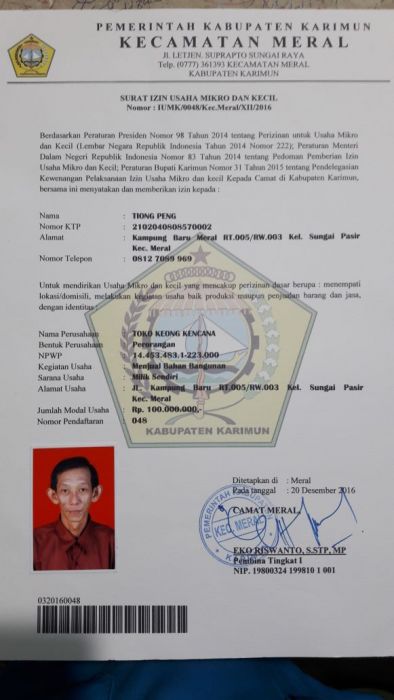 PEMERINTAH KABUPATEN KARIMUN
KECAMATAN MERAL
JL LETJEN. SUPRAPTO SUNGAI RAYA
Telp. (0777) 361393 KECAMATAN MERAL
KABUPATEN KARIMUN
SURAT IZIN USAHA MIKRO DAN KECIL
Nomor : IUMK/0048/Kec.Meral/XII/2016
Berdasarkan Peraturan Presiden Nomor 98 Tahun 2014 tentang Perizinan untuk Usaha Mikro
dan Kecil (Lembar Negara Republik Indonesia Tahun 2014 Nomor 222); Peraturan Menteri
Dalam Negeri Republik Indonesia Nomor 83 Tahun 2014 tentang Pedoman Pemberian Izin
Usaha Mikro dan Kecil; Peraturan Bupati Karimun Nomor 31 Tahun 2015 tentang Pendelegasian
Kewenangan Pelaksanaan Izin Usaha Mikro dan kecil Kepada Camat di Kabupaten Karimun,
bersama ini menyatakan dan memberikan izin kepada :
Nama : TIONG PENG
Nomor KTP : 2102040808570002
Alamat : Kampung Baru Meral RT.005/RW.003 Kel. Sungai Pasir
Kec. Meral
Nomor Telepon : 0812 7069 969
Untuk mendirikan Usaha Mikro dan kecil yang mencakup perizinan dasar berupa : menempati
lokasi/domisili, melakukan kegiatan usaha baik produksi maupun penjualan barang dan jasa,
dengan identitas :
Nama Perusahaan : TOKO KEONG KENCANA
Bentuk Perusahaan : Perorangan
NPWP : 14.453.483.1-223.000
Kegiatan Usaha : Menjual Bahan Bangunan
Sarana Usaha : Milik Sendiri
Alamat Usaha : JL. Kampung Baru RT.005/RW.003 Kel. Sungai Pasir
Kec. Meral
Jumlah Modal Usaha : Rp. 100.000.000,-
Nomor Pendaftaran : 048
KABUPATEN KARIMUN
Ditetapkan di : Meral
Pada tanggal : 20 Desember 2016
CAMAT MERAL,
PEMERINTAH KABUPATEN
KEC. MERAL
KARIMUN
EKO RISWANTO, S.STP, MP
Pembina Tingkat I
NIP. 19800324 199810 1 001
0320160048